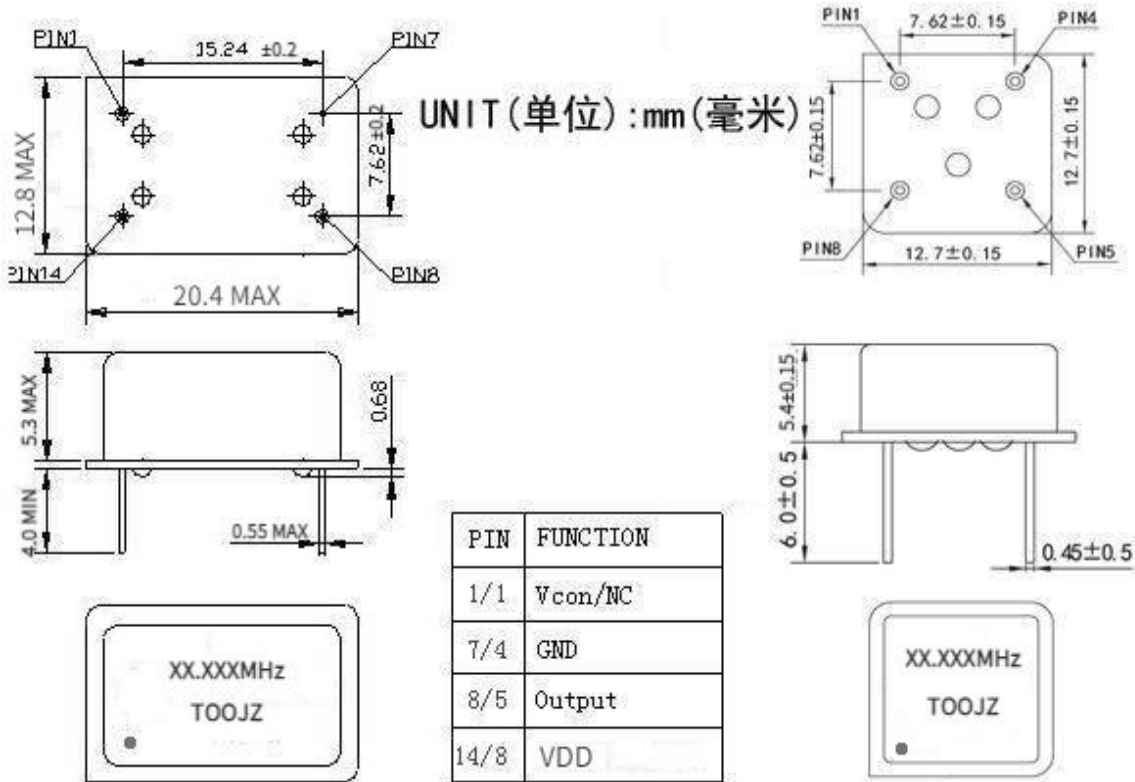 PIN1
15.24 ±0.2
PIN7
12.8 MAX
7.62±0.2
PIN14
PIN8
20.4 MAX
UNIT(单位):mm(毫米)
PIN1
7.62±0.15
PIN4
7.62±0.15
12.7±0.15
PIN8
12.7±0.15
PIN5
5.3 MAX
0.68
4.0 MIN
0.55 MAX
5.4±0.15
6.0±0.5
0.45±0.5
XX.XXXMHz
TOOJZ
PIN FUNCTION
1/1 Vcon/NC
7/4 GND
8/5 Output
14/8 VDD
XX.XXXMHz
TOOJZ